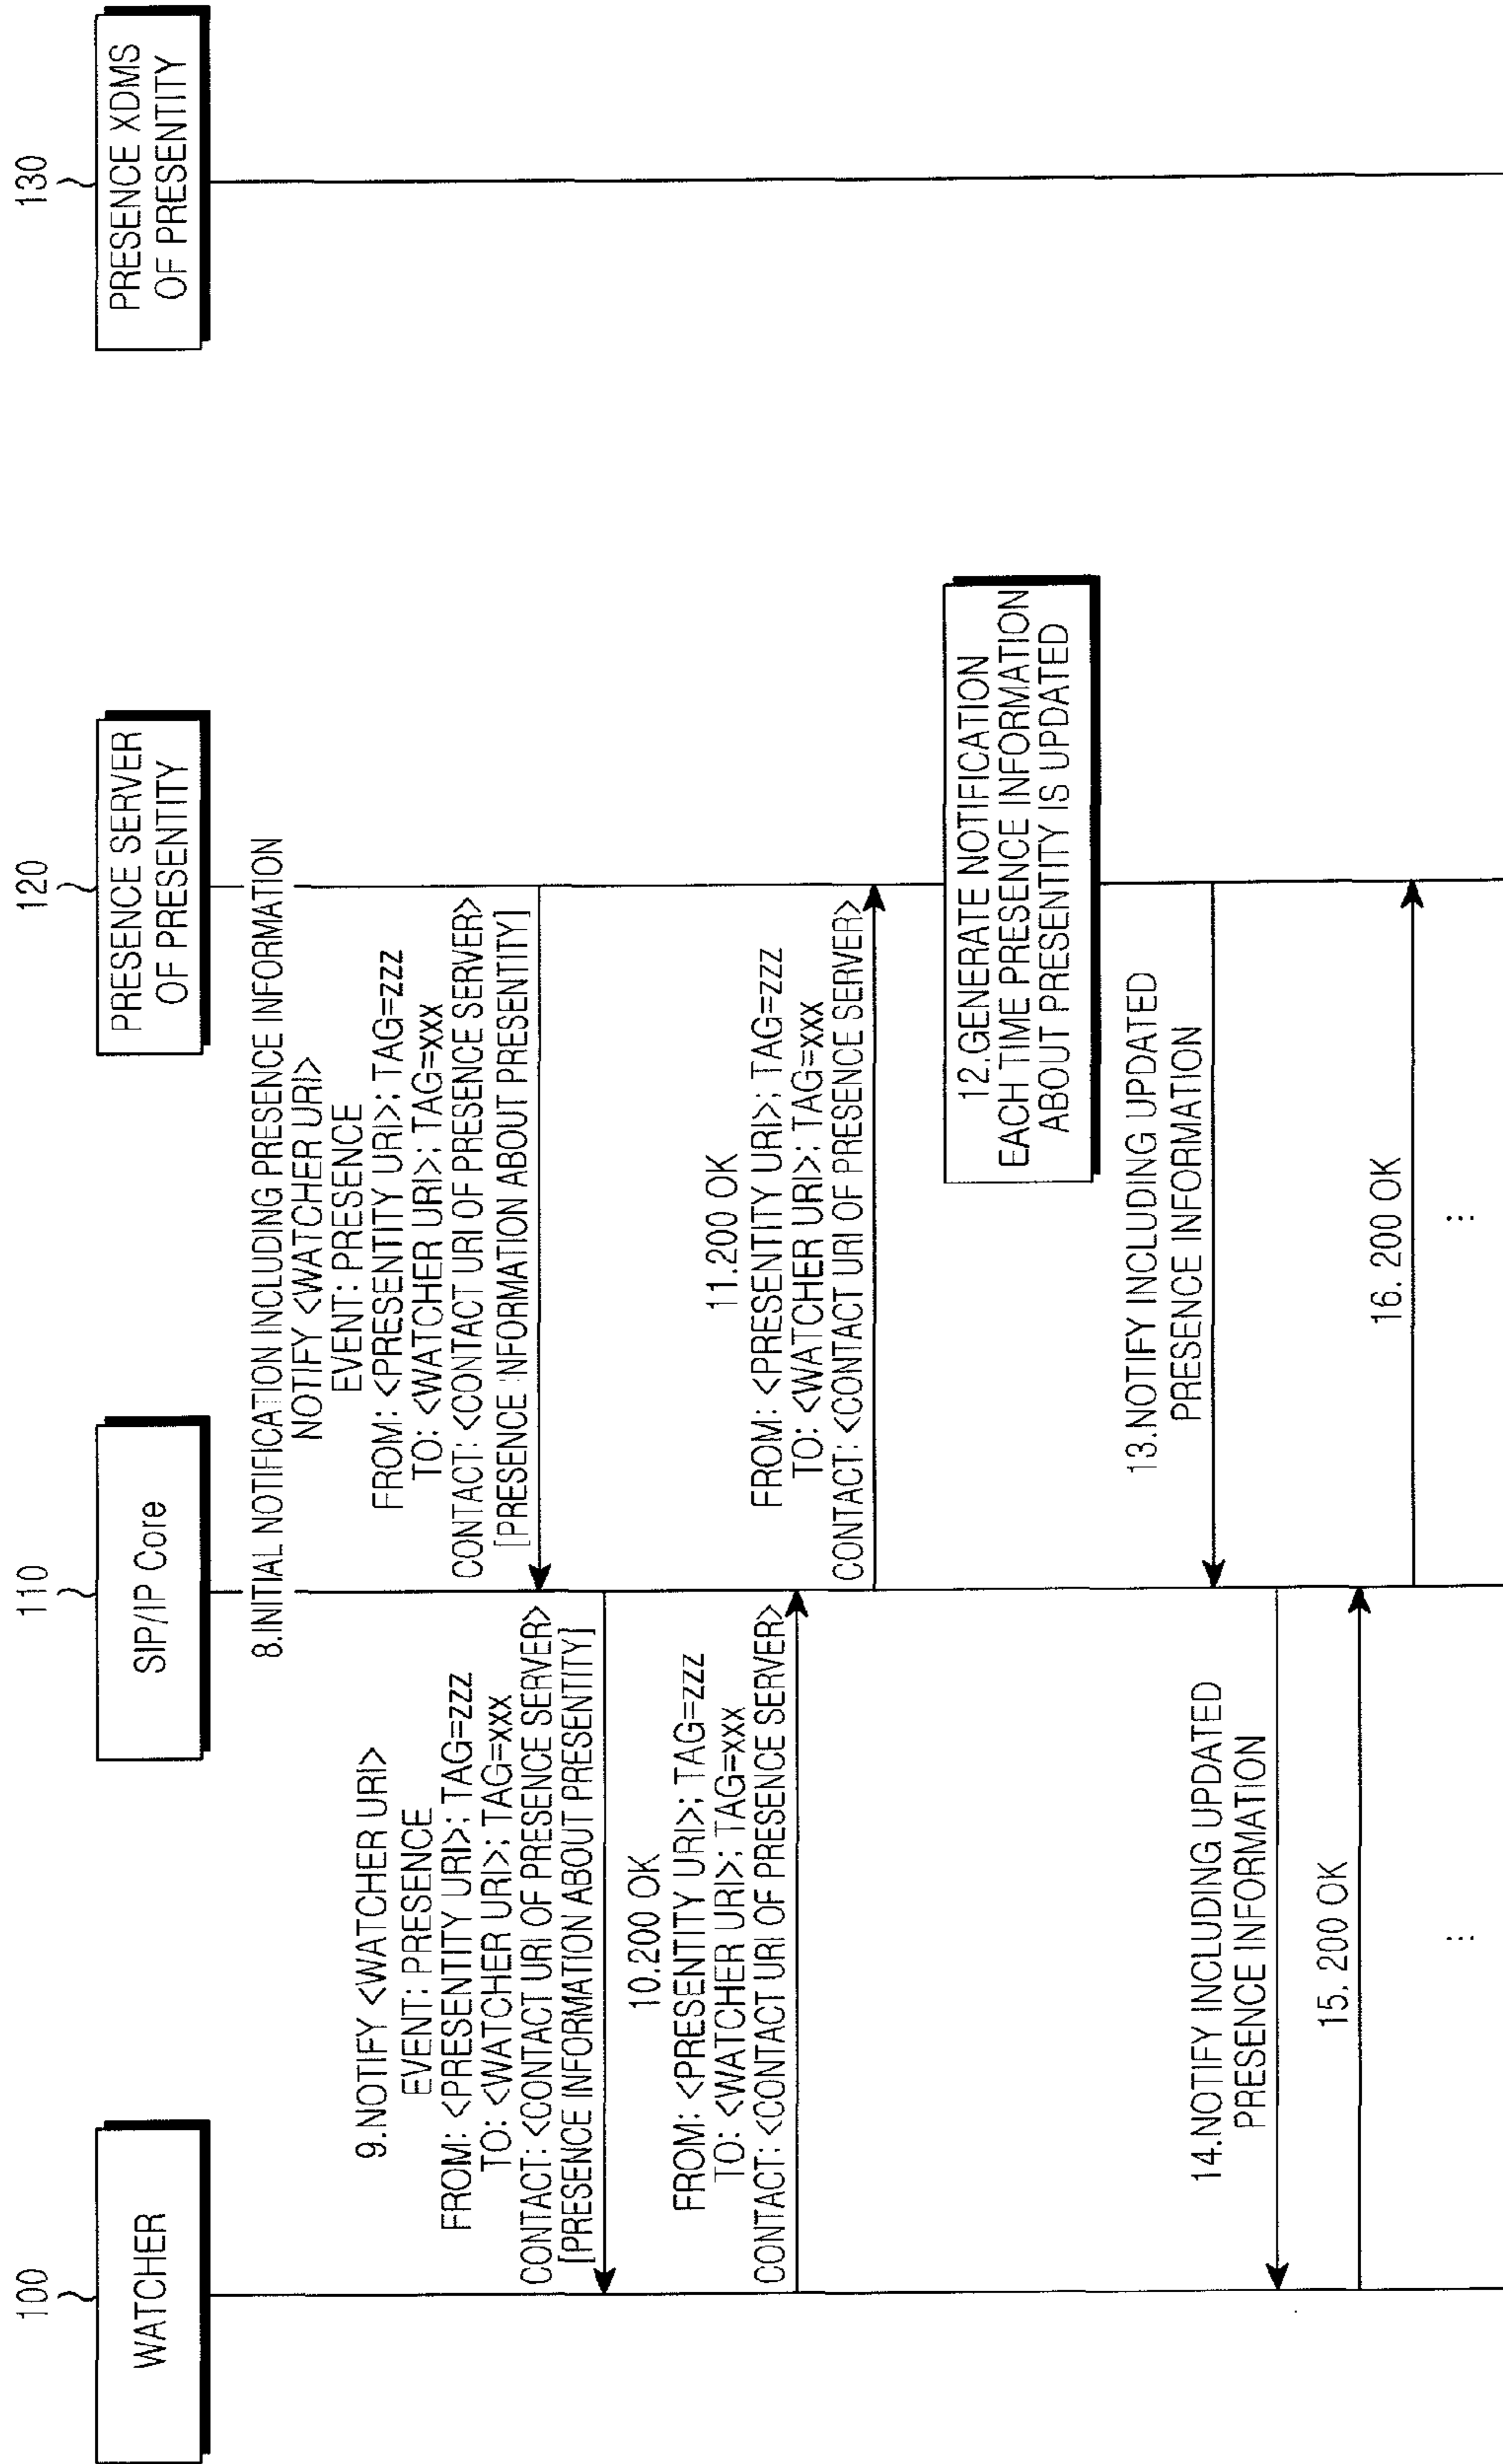 100
WATCHER
110
SIP/IP Core
120
PRESENCE SERVER
OF PRESENTITY
130
PRESENCE XDMS
OF PRESENTITY
8.INITIAL NOTIFICATION INCLUDING PRESENCE INFORMATION
NOTIFY <WATCHER URI>
EVENT: PRESENCE
FROM: <PRESENTITY URI>; TAG=zzz
TO: <WATCHER URI>; TAG=xxx
CONTACT: <CONTACT URI OF PRESENCE SERVER>
[PRESENCE INFORMATION ABOUT PRESENTITY]
9.NOTIFY <WATCHER URI>
EVENT: PRESENCE
FROM: <PRESENTITY URI>; TAG=zzz
TO: <WATCHER URI>; TAG=xxx
CONTACT: <CONTACT URI OF PRESENCE SERVER>
[PRESENCE INFORMATION ABOUT PRESENTITY]
10.200 OK
FROM: <PRESENTITY URI>; TAG=zzz
TO: <WATCHER URI>; TAG=xxx
CONTACT: <CONTACT URI OF PRESENCE SERVER>
11.200 OK
FROM: <PRESENTITY URI>; TAG=zzz
TO: <WATCHER URI>; TAG=xxx
CONTACT: <CONTACT URI OF PRESENCE SERVER>
12.GENERATE NOTIFICATION
EACH TIME PRESENCE INFORMATION
ABOUT PRESENTITY IS UPDATED
13.NOTIFY INCLUDING UPDATED
PRESENCE INFORMATION
14.NOTIFY INCLUDING UPDATED
PRESENCE INFORMATION
15. 200 OK
16. 200 OK
...
...